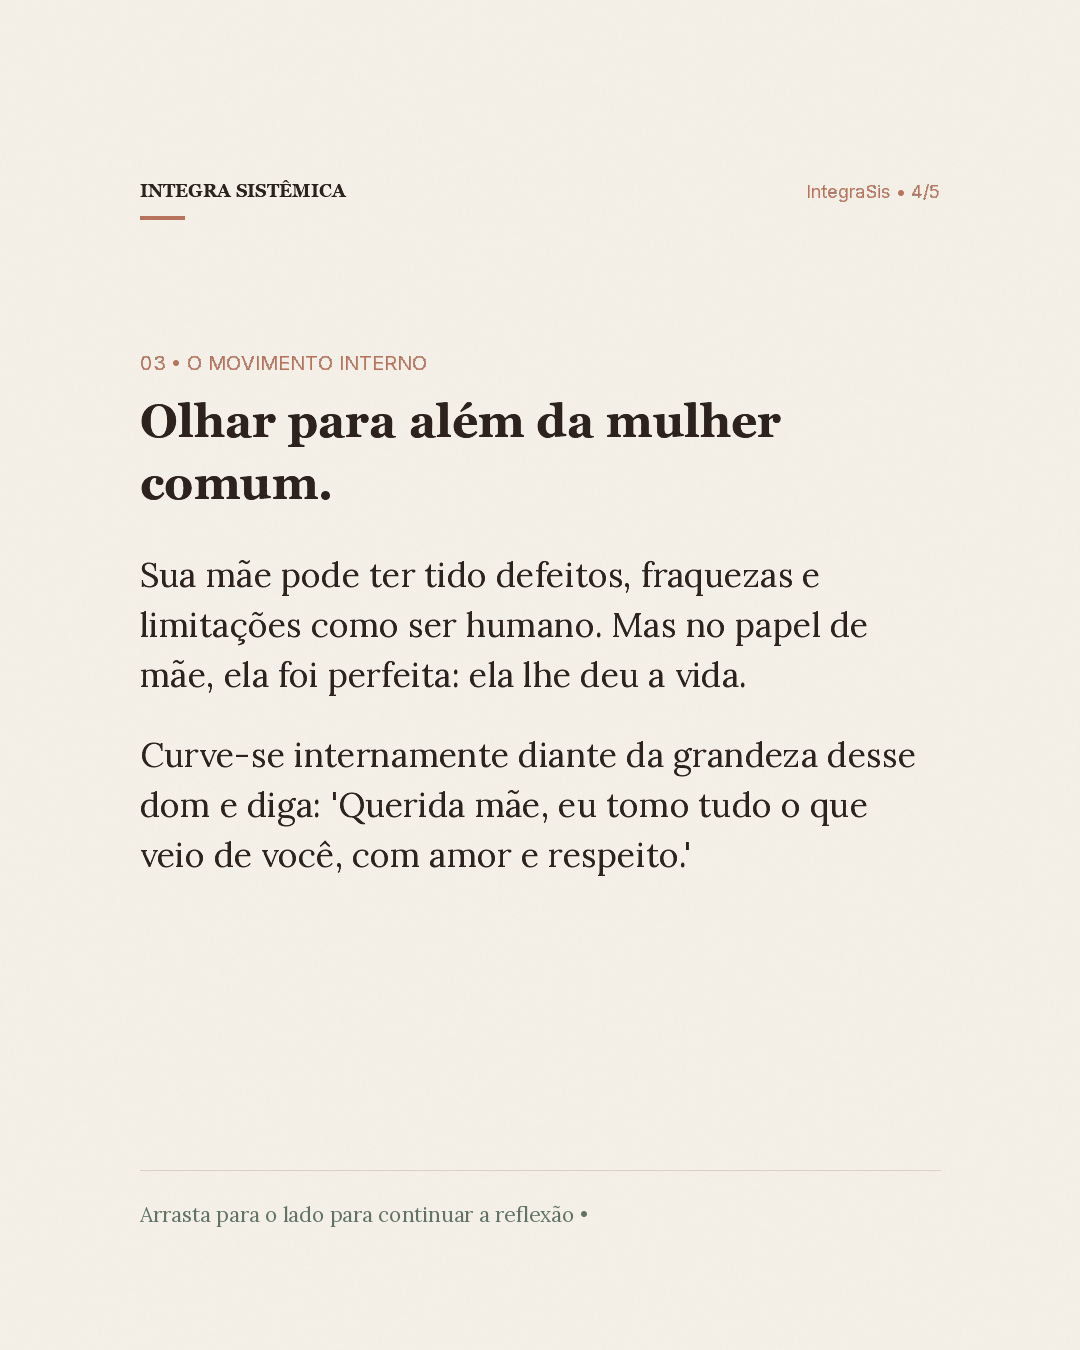 INTEGRA SISTÊMICA
IntegraSis • 4/5
03 • O MOVIMENTO INTERNO
Olhar para além da mulher
comum.
Sua mãe pode ter tido defeitos, fraquezas e
limitações como ser humano. Mas no papel de
mãe, ela foi perfeita: ela lhe deu a vida.
Curve-se internamente diante da grandeza desse
dom e diga: 'Querida mãe, eu tomo tudo o que
veio de você, com amor e respeito.'
Arrasta para o lado para continuar a reflexão •